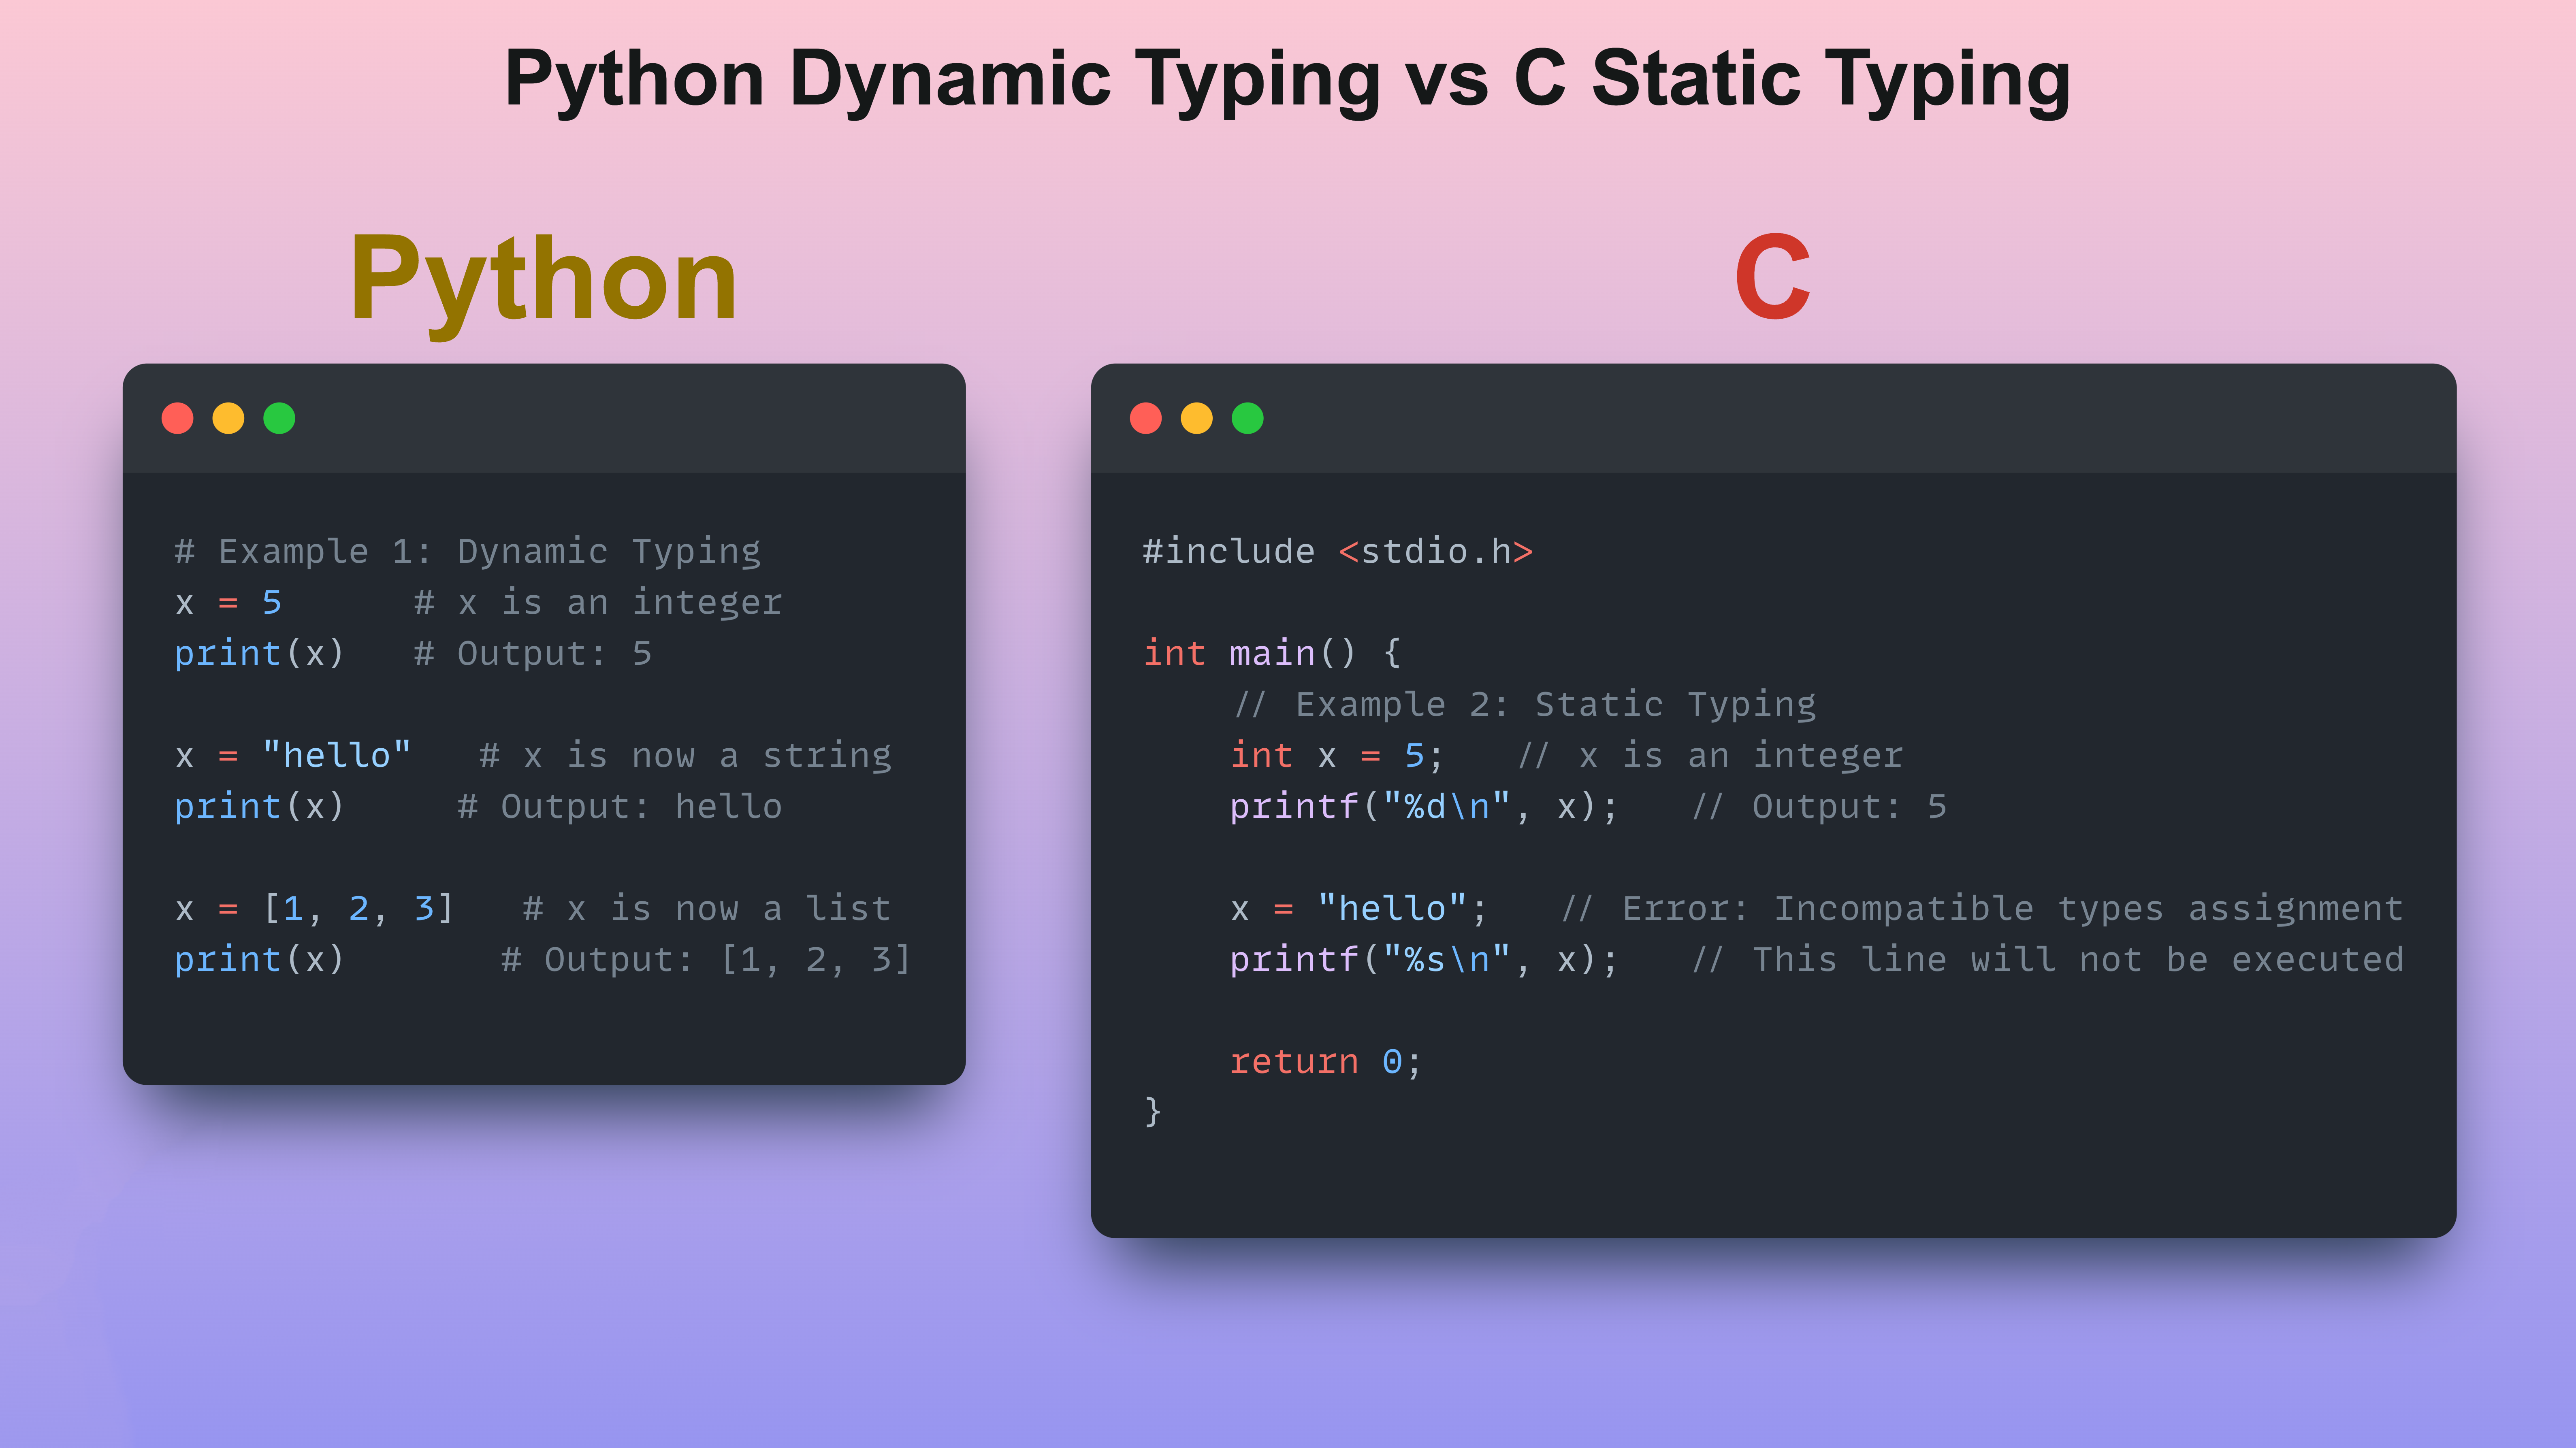 Python Dynamic Typing vs C Static Typing
Python
# Example 1: Dynamic Typing
x = 5      # x is an integer
print(x)   # Output: 5
x = "hello"   # x is now a string
print(x)     # Output: hello
x = [1, 2, 3]   # x is now a list
print(x)       # Output: [1, 2, 3]
C
#include <stdio.h>
int main() {
    // Example 2: Static Typing
    int x = 5;   // x is an integer
    printf("%d\n", x);   // Output: 5
    x = "hello";   // Error: Incompatible types assignment
    printf("%s\n", x);   // This line will not be executed
    return 0;
}